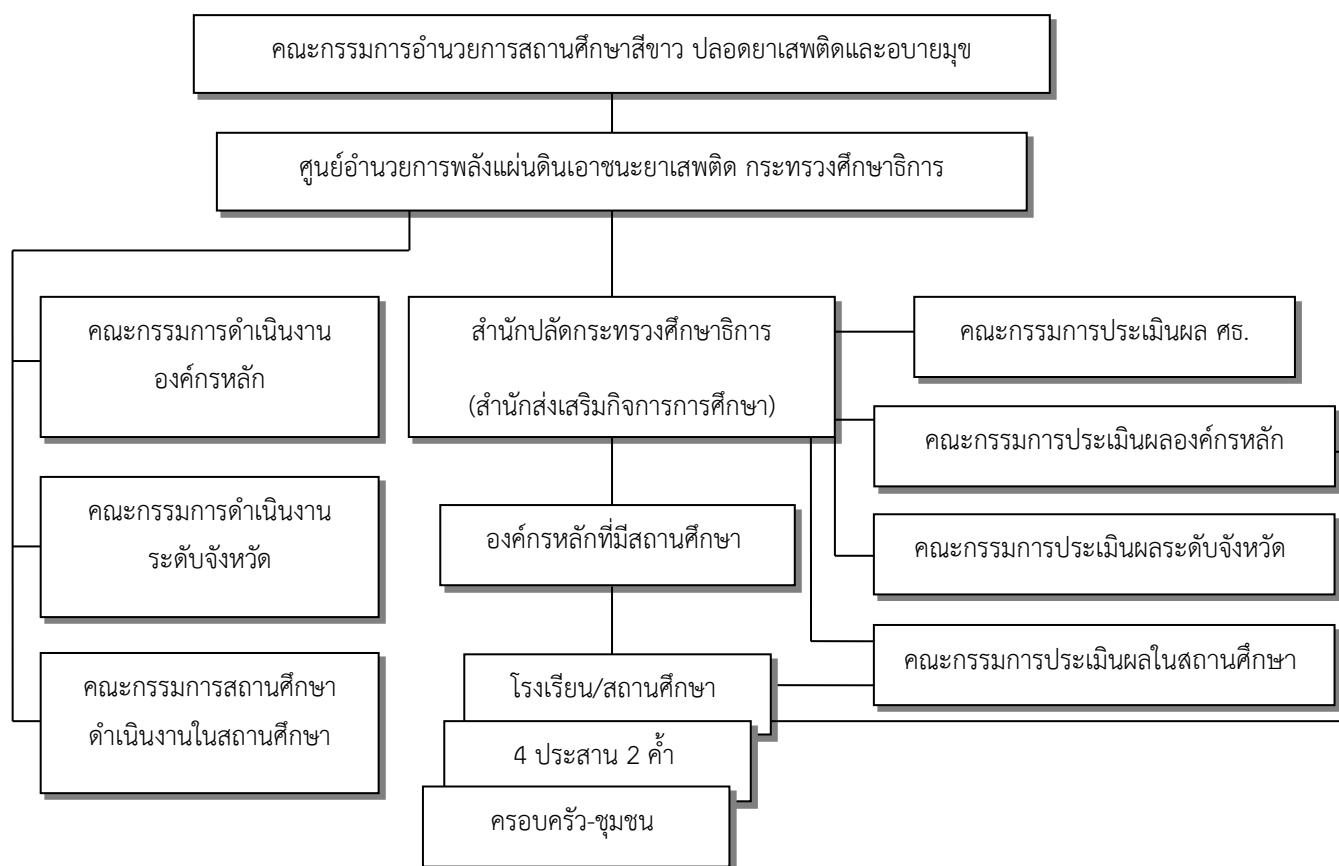 คณะกรรมการอำนวยการสถานศึกษาสีขาว ปลอดยาเสพติดและอบายมุข
ศูนย์อำนวยการพลังแผ่นดินเอาชนะยาเสพติด กระทรวงศึกษาธิการ
คณะกรรมการดำเนินงาน
องค์กรหลัก
คณะกรรมการดำเนินงาน
ระดับจังหวัด
คณะกรรมการสถานศึกษา
ดำเนินงานในสถานศึกษา
สำนักปลัดกระทรวงศึกษาธิการ
(สำนักส่งเสริมกิจการการศึกษา)
องค์กรหลักที่มีสถานศึกษา
โรงเรียน/สถานศึกษา
4 ประสาน 2 ค้ำ
ครอบครัว-ชุมชน
คณะกรรมการประเมินผล ศธ.
คณะกรรมการประเมินผลองค์กรหลัก
คณะกรรมการประเมินผลระดับจังหวัด
คณะกรรมการประเมินผลในสถานศึกษา